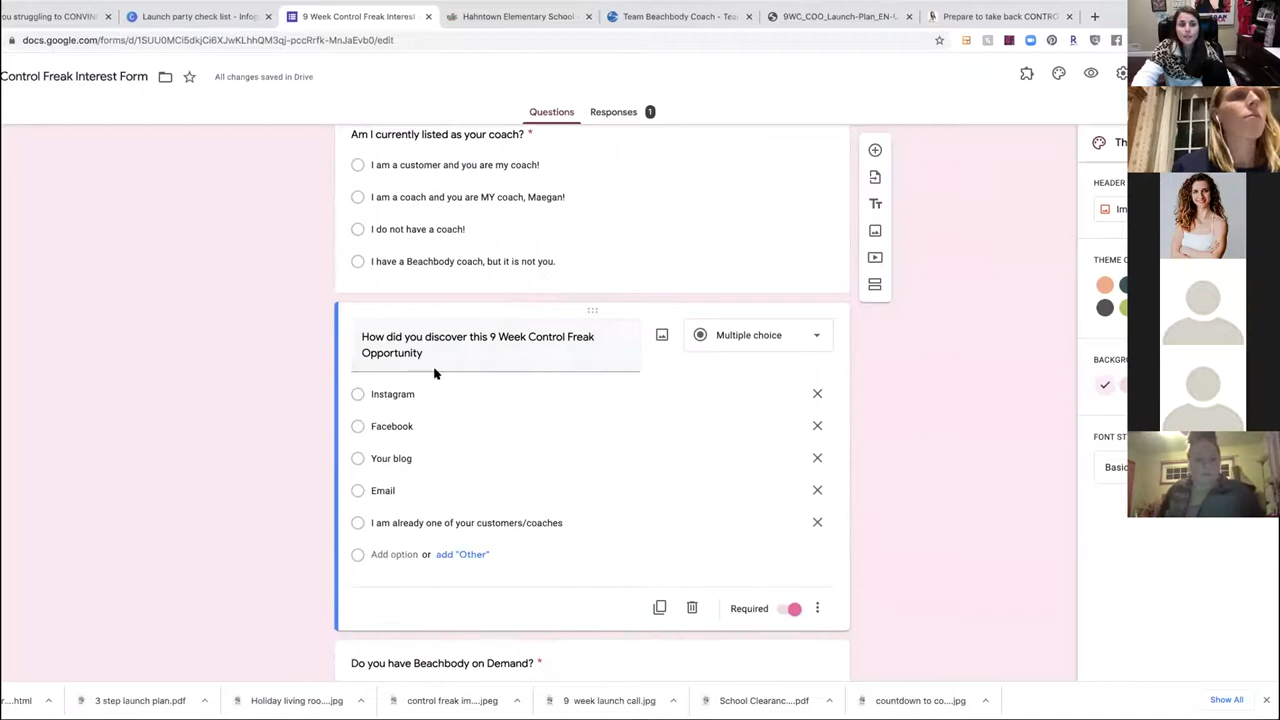 ou struggling to CONVIN
Launch party check list - Infog
9 Week Control Freak Interest
Hahntown Elementary School -
Team Beachbody Coach - Tea
9WC_COO_Launch-Plan_EN-U
Prepare to take back CONTRO
docs.google.com/forms/d/1SUU0MCi5dkjCi6XJwKLhhQM3qj-pccRrfk-MnJaEvb0/edit
Control Freak Interest Form
All changes saved in Drive
Questions
Responses 1
Am I currently listed as your coach? *
I am a customer and you are my coach!
I am a coach and you are MY coach, Maegan!
I do not have a coach!
I have a Beachbody coach, but it is not you.
How did you discover this 9 Week Control Freak
Opportunity
Multiple choice
Instagram
Facebook
Your blog
Email
I am already one of your customers/coaches
Add option or add "Other"
Required
Do you have Beachbody on Demand? *
Th
HEADER
Im
THEME C
BACKGR
FONT ST
Basic
r....html
3 step launch plan.pdf
Holiday living roo....jpg
control freak im....jpeg
9 week launch call.jpg
School Clearanc....pdf
countdown to co....jpg
Show All